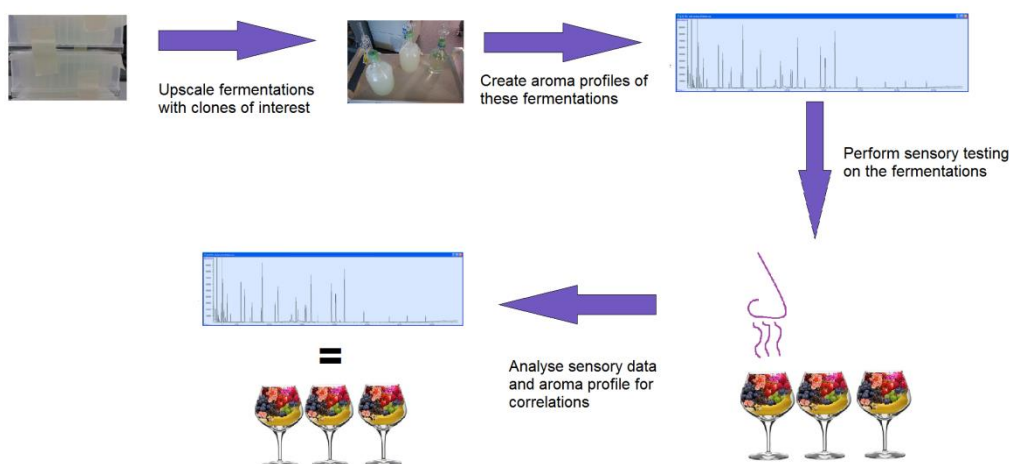 Upscale fermentations
with clones of interest
Create aroma profiles of
these fermentations
Perform sensory testing
on the fermentations
Analyse sensory data
and aroma profile for
correlations
=